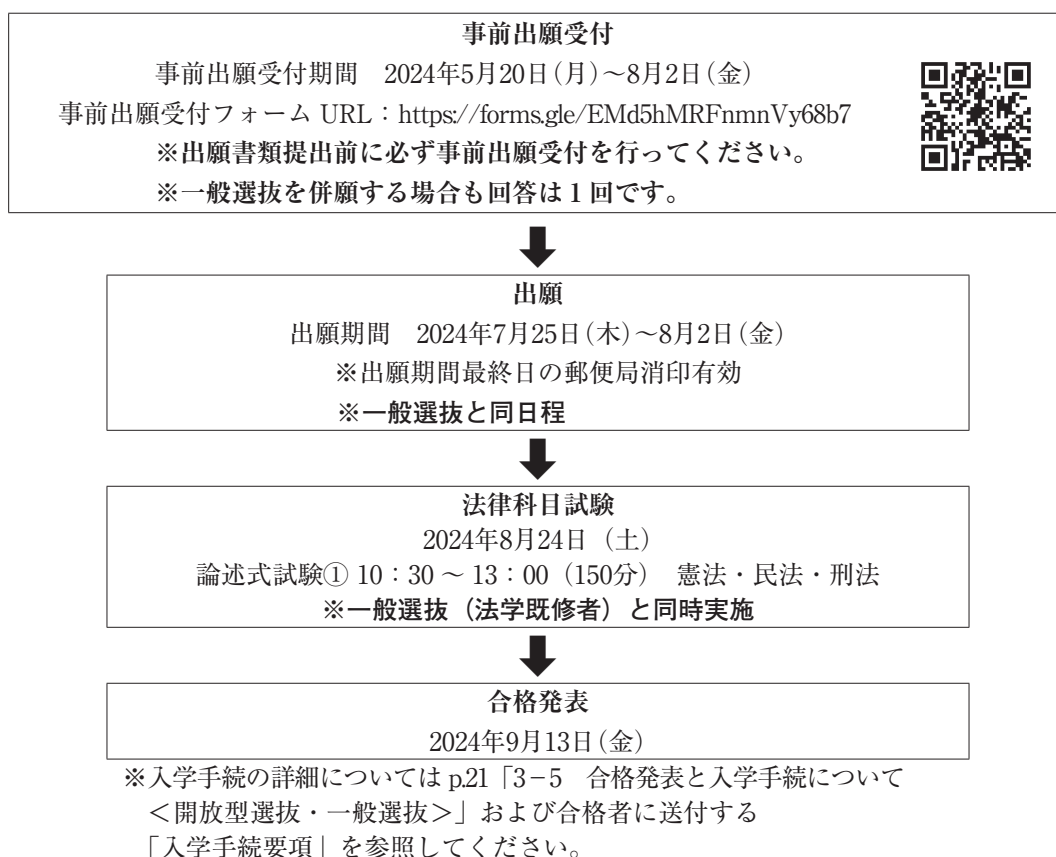 事前出願受付
事前出願受付期間　2024年5月20日(月)～8月2日(金)
事前出願受付フォーム URL：https://forms.gle/EMd5hMRFnmnVy68b7
※出願書類提出前に必ず事前出願受付を行ってください。
※一般選抜を併願する場合も回答は1回です。
出願
出願期間　2024年7月25日(木)～8月2日(金)
※出願期間最終日の郵便局消印有効
※一般選抜と同日程
法律科目試験
2024年8月24日（土）
論述式試験① 10：30 ～ 13：00（150分）　憲法・民法・刑法
※一般選抜（法学既修者）と同時実施
合格発表
2024年9月13日(金)
※入学手続の詳細については p.21「3－5　合格発表と入学手続について
＜開放型選抜・一般選抜＞」および合格者に送付する
「入学手続要項」を参照してください。